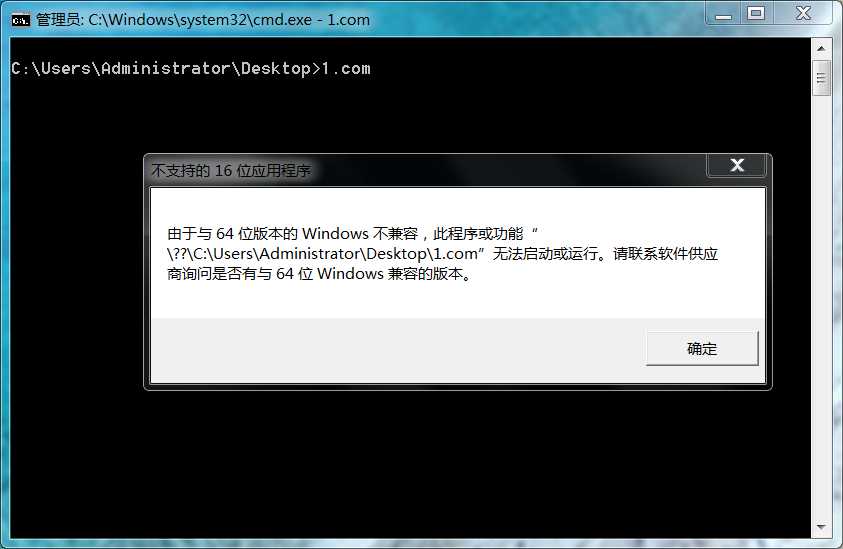 管理员: C:\Windows\system32\cmd.exe - 1.com
C:\Users\Administrator\Desktop>1.com
不支持的 16 位应用程序
由于与 64 位版本的 Windows 不兼容，此程序或功能“
\??\C:\Users\Administrator\Desktop\1.com”无法启动或运行。请联系软件供应
商询问是否有与 64 位 Windows 兼容的版本。
确定